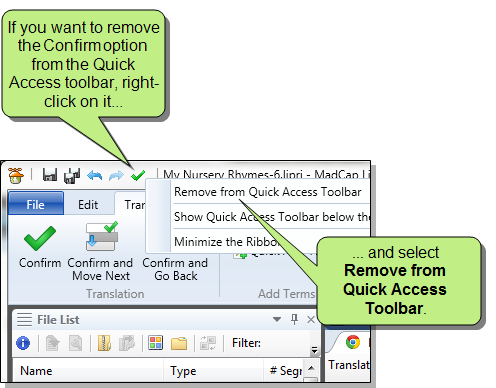 If you want to remove
the Confirm option
from the Quick
Access toolbar, right-
click on it...
My Nursery Rhymes-6.liprj - MadCap Li
Remove from Quick Access Toolbar
Show Quick Access Toolbar below the
Minimize the Ribbon
File
Edit
Confirm
Confirm and
Move Next
Confirm and
Go Back
Translation
Add Terms
... and select
Remove from
Quick Access
Toolbar.
File List
Filter:
Name
Type
# Segr
Translat